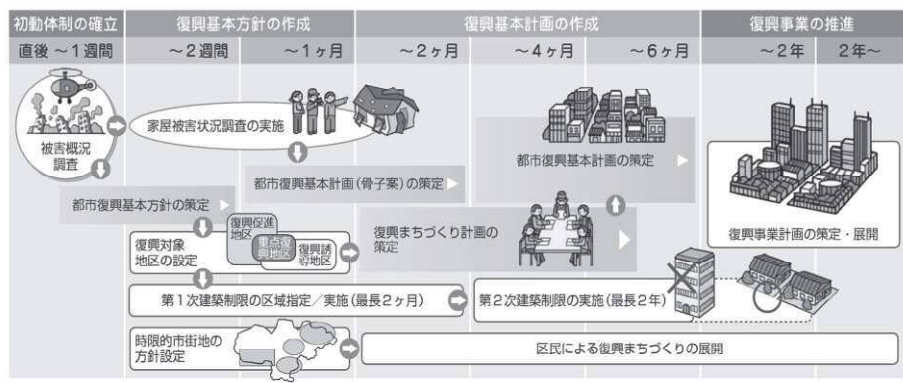 初動体制の確立
復興基本方針の作成
復興基本計画の作成
復興事業の推進
直後 ～1週間
～2週間
～1ヶ月
～2ヶ月
～4ヶ月
～6ヶ月
～2年
2年～
被害概況
調査
家屋被害状況調査の実施
都市復興基本計画の策定
都市復興基本計画(骨子案)の策定
都市復興基本方針の策定
復興対象
地区の設定
復興促進
地区
重点復
興地区
復興誘
導地区
復興まちづくり計画の
策定
復興事業計画の策定・展開
第1次建築制限の区域指定／実施(最長2ヶ月)
第2次建築制限の実施(最長2年)
時限的市街地の
方針設定
区民による復興まちづくりの展開